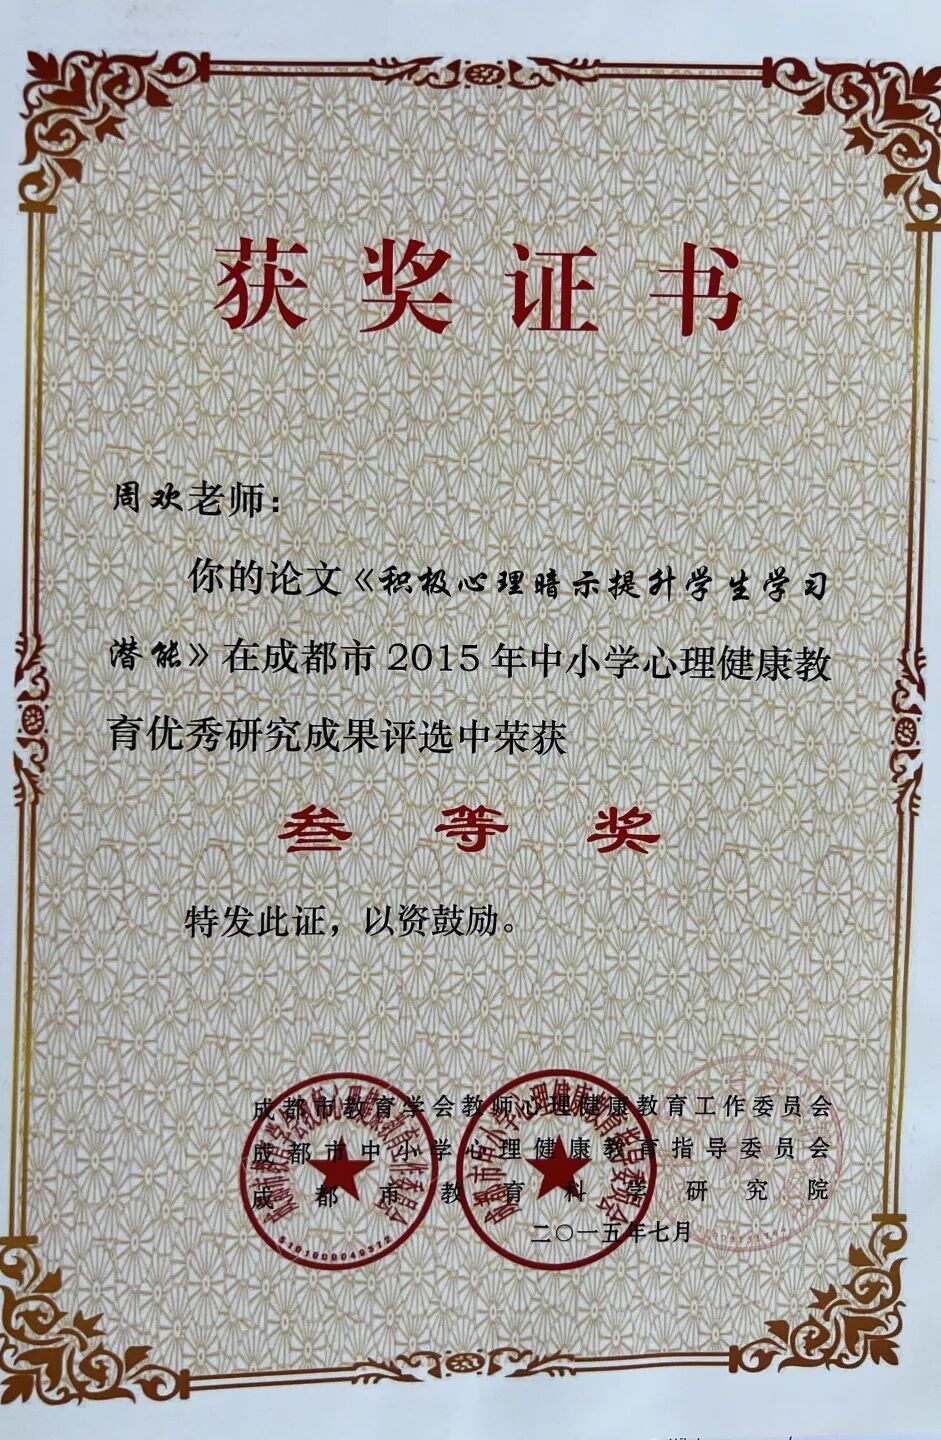 获奖证书
周欢老师：
你的论文《积极心理暗示提升学生学习
潜能》在成都市2015年中小学心理健康教
育优秀研究成果评选中荣获
叁等奖
特发此证，以资鼓励。
成都市教育学会教师心理健康教育工作委员会
成都市中小学心理健康教育指导委员会
成都市教育科学研究院
二〇一五年七月
5101000049372